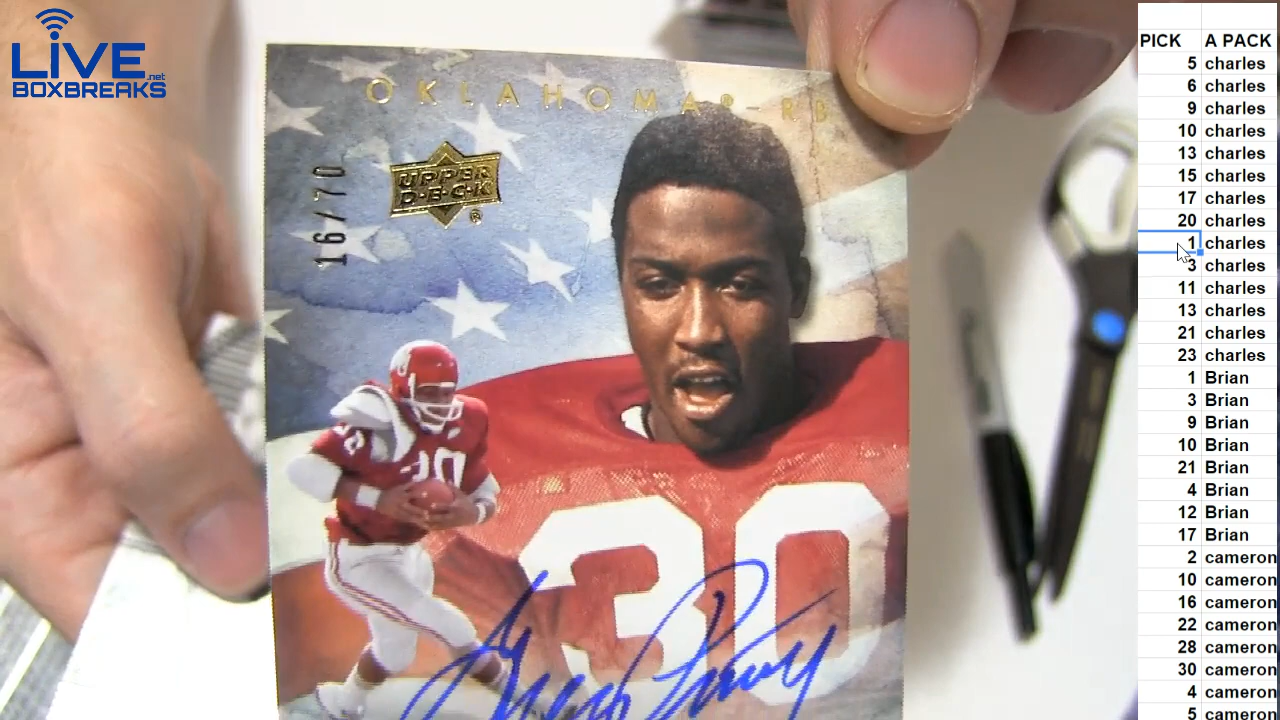 LIVE
BOXBREAKS.net
OKLAHOMA® - RB
UPPER
D·E·C·K
®
16/70
30
30
PICK A PACK
5 charles
6 charles
9 charles
10 charles
13 charles
15 charles
17 charles
20 charles
1 charles
3 charles
11 charles
13 charles
21 charles
23 charles
1 Brian
3 Brian
9 Brian
10 Brian
21 Brian
4 Brian
12 Brian
17 Brian
2 cameron
10 cameron
16 cameron
22 cameron
28 cameron
30 cameron
4 cameron
5 cameron